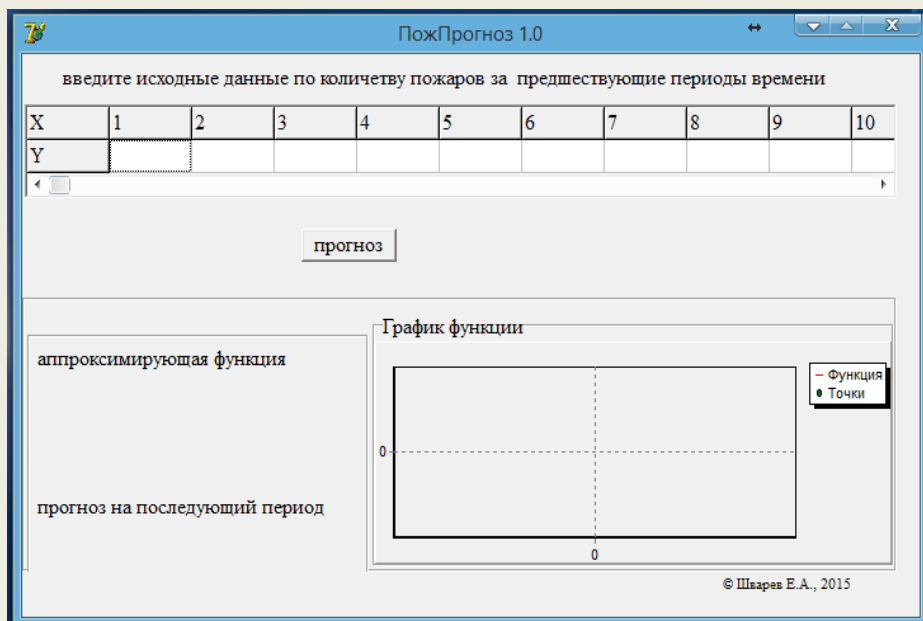 ПожПрогноз 1.0
введите исходные данные по количетву пожаров за предшествующие периоды времени
X 1 2 3 4 5 6 7 8 9 10
Y
прогноз
График функции
аппроксимирующая функция
Функция
Точки
0
прогноз на последующий период
0
© Шварев Е.А., 2015